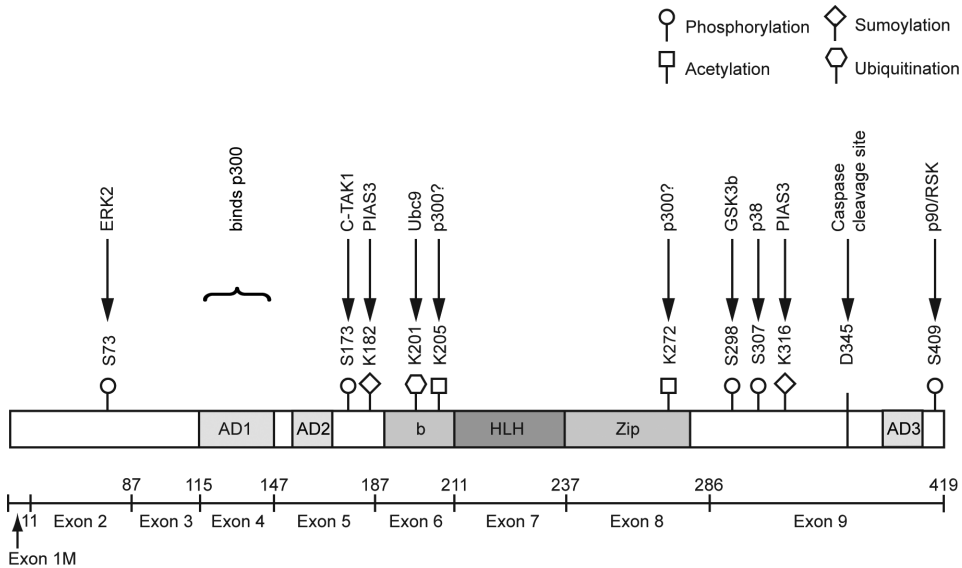 Phosphorylation
Sumoylation
Acetylation
Ubiquitination
ERK2
binds p300
C-TAK1
PIAS3
Ubc9
p300?
p300?
GSK3b
p38
PIAS3
Caspase
cleavage site
p90/RSK
S73
S173
K182
K201
K205
K272
S298
S307
K316
D345
S409
AD1
AD2
b
HLH
Zip
AD3
11
87
115
147
187
211
237
286
419
Exon 2
Exon 3
Exon 4
Exon 5
Exon 6
Exon 7
Exon 8
Exon 9
Exon 1M